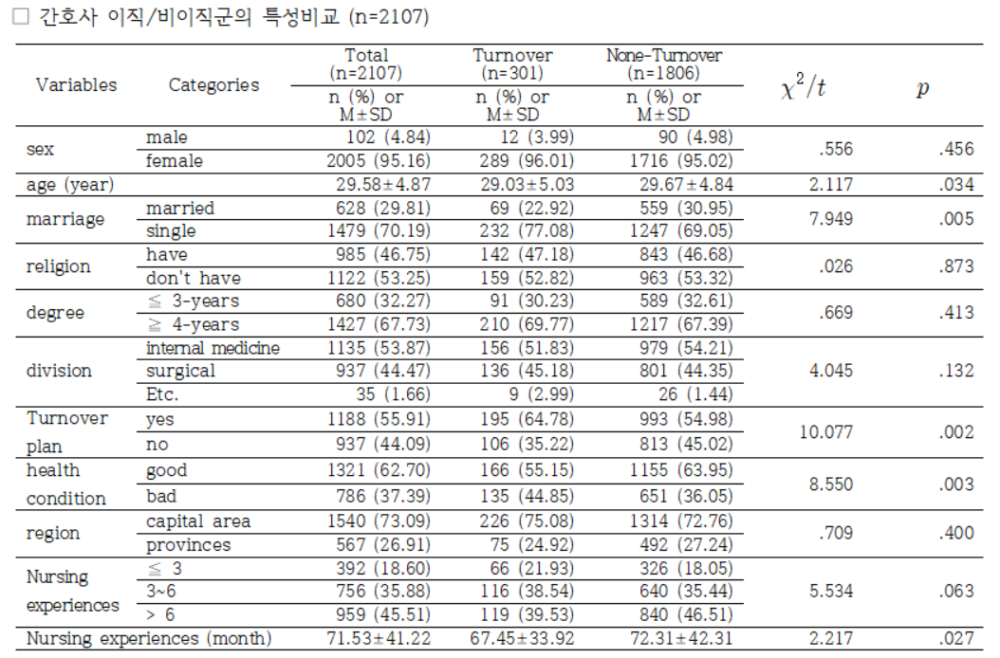 □ 간호사 이직/비이직군의 특성비교 (n=2107)
Variables Categories Total (n=2107) Turnover (n=301) None-Turnover (n=1806) χ²/t p
n (%) or M±SD n (%) or M±SD n (%) or M±SD
sex male 102 (4.84) 12 (3.99) 90 (4.98) .556 .456
female 2005 (95.16) 289 (96.01) 1716 (95.02)
age (year) 29.58±4.87 29.03±5.03 29.67±4.84 2.117 .034
marriage married 628 (29.81) 69 (22.92) 559 (30.95) 7.949 .005
single 1479 (70.19) 232 (77.08) 1247 (69.05)
religion have 985 (46.75) 142 (47.18) 843 (46.68) .026 .873
don't have 1122 (53.25) 159 (52.82) 963 (53.32)
degree ≦ 3-years 680 (32.27) 91 (30.23) 589 (32.61) .669 .413
≧ 4-years 1427 (67.73) 210 (69.77) 1217 (67.39)
division internal medicine 1135 (53.87) 156 (51.83) 979 (54.21) 4.045 .132
surgical 937 (44.47) 136 (45.18) 801 (44.35)
Etc. 35 (1.66) 9 (2.99) 26 (1.44)
Turnover plan yes 1188 (55.91) 195 (64.78) 993 (54.98) 10.077 .002
no 937 (44.09) 106 (35.22) 813 (45.02)
health condition good 1321 (62.70) 166 (55.15) 1155 (63.95) 8.550 .003
bad 786 (37.39) 135 (44.85) 651 (36.05)
region capital area 1540 (73.09) 226 (75.08) 1314 (72.76) .709 .400
provinces 567 (26.91) 75 (24.92) 492 (27.24)
Nursing experiences ≦ 3 392 (18.60) 66 (21.93) 326 (18.05) 5.534 .063
3~6 756 (35.88) 116 (38.54) 640 (35.44)
> 6 959 (45.51) 119 (39.53) 840 (46.51)
Nursing experiences (month) 71.53±41.22 67.45±33.92 72.31±42.31 2.217 .027